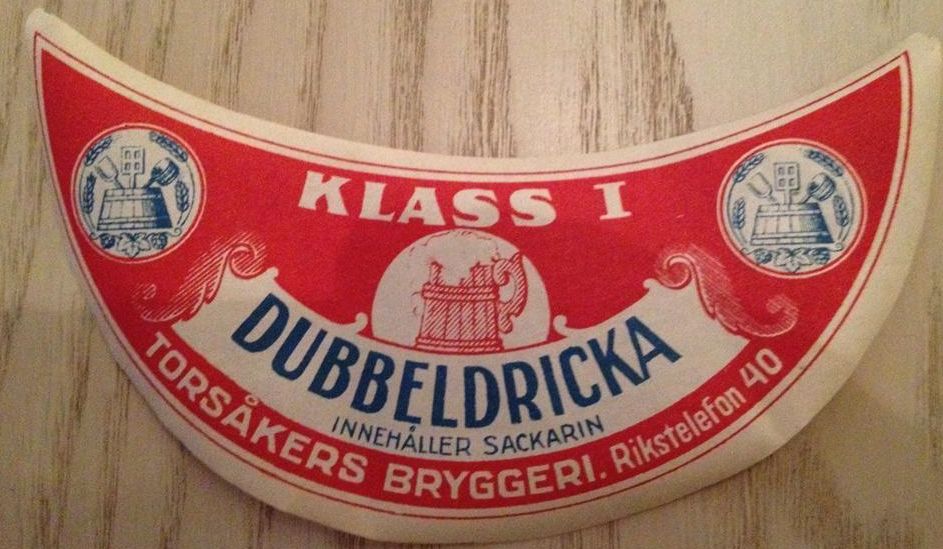 KLASS I
DUBBELDRICKA
INNEHÅLLER SACKARIN
TORSÅKERS BRYGGERI. Rikstelefon 40